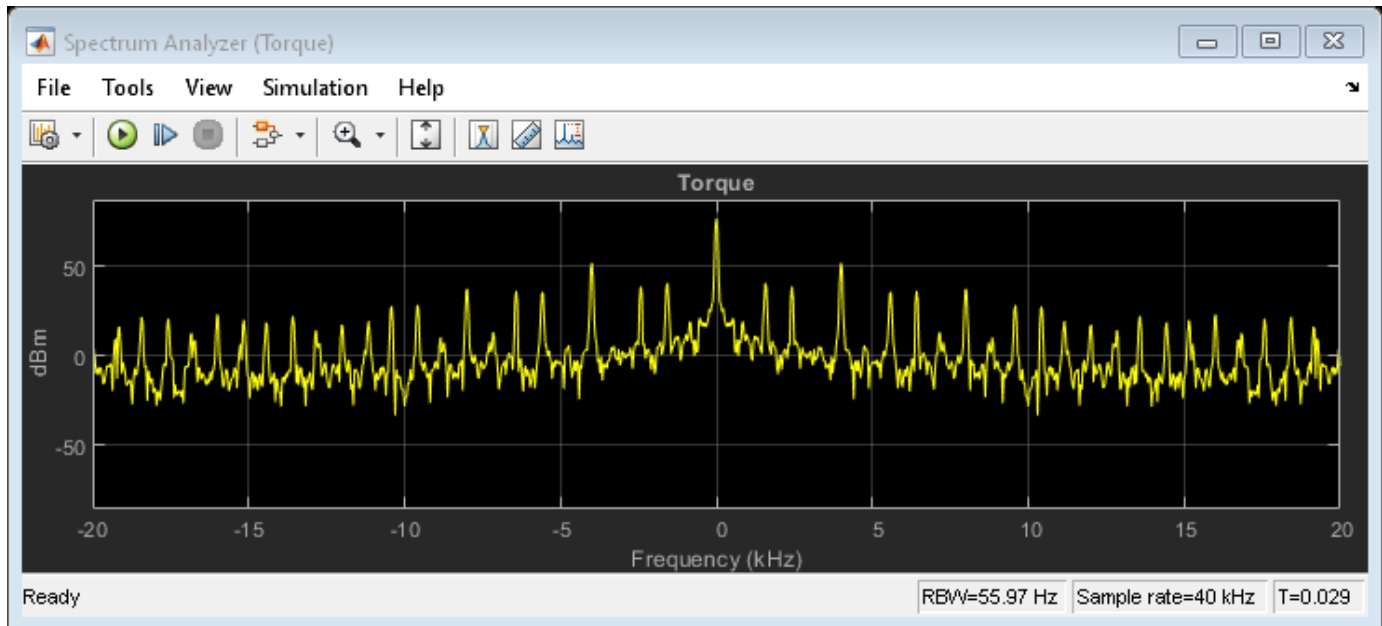 Spectrum Analyzer (Torque)
File Tools View Simulation Help
Torque
dBm
50
0
-50
-20 -15 -10 -5 0 5 10 15 20
Frequency (kHz)
Ready RBW=55.97 Hz Sample rate=40 kHz T=0.029